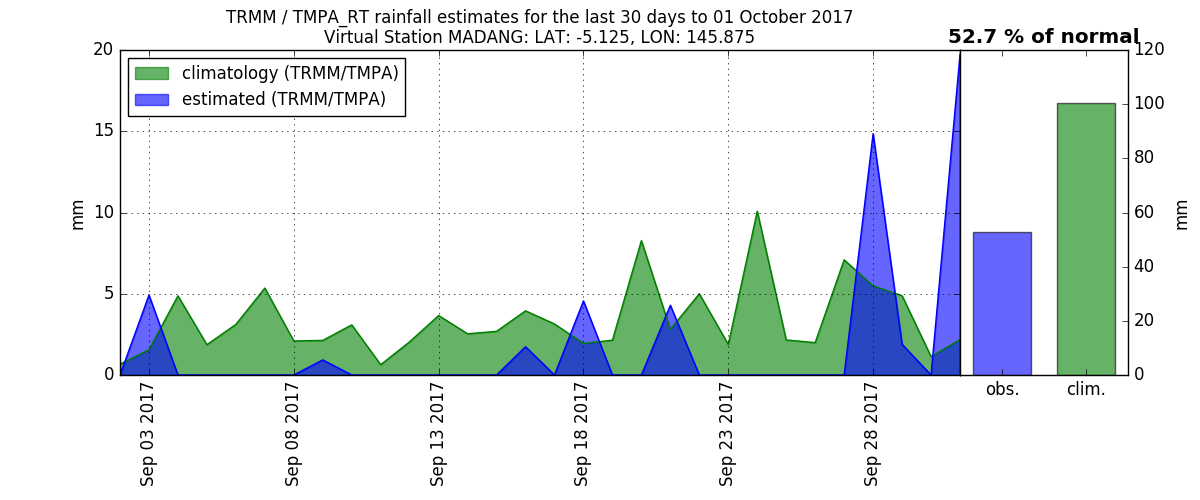 TRMM / TMPA_RT rainfall estimates for the last 30 days to 01 October 2017
Virtual Station MADANG: LAT: -5.125, LON: 145.875
52.7 % of normal
climatology (TRMM/TMPA)
estimated (TRMM/TMPA)
20
15
10
5
0
mm
Sep 03 2017
Sep 08 2017
Sep 13 2017
Sep 18 2017
Sep 23 2017
Sep 28 2017
obs.
clim.
120
100
80
60
40
20
0
mm